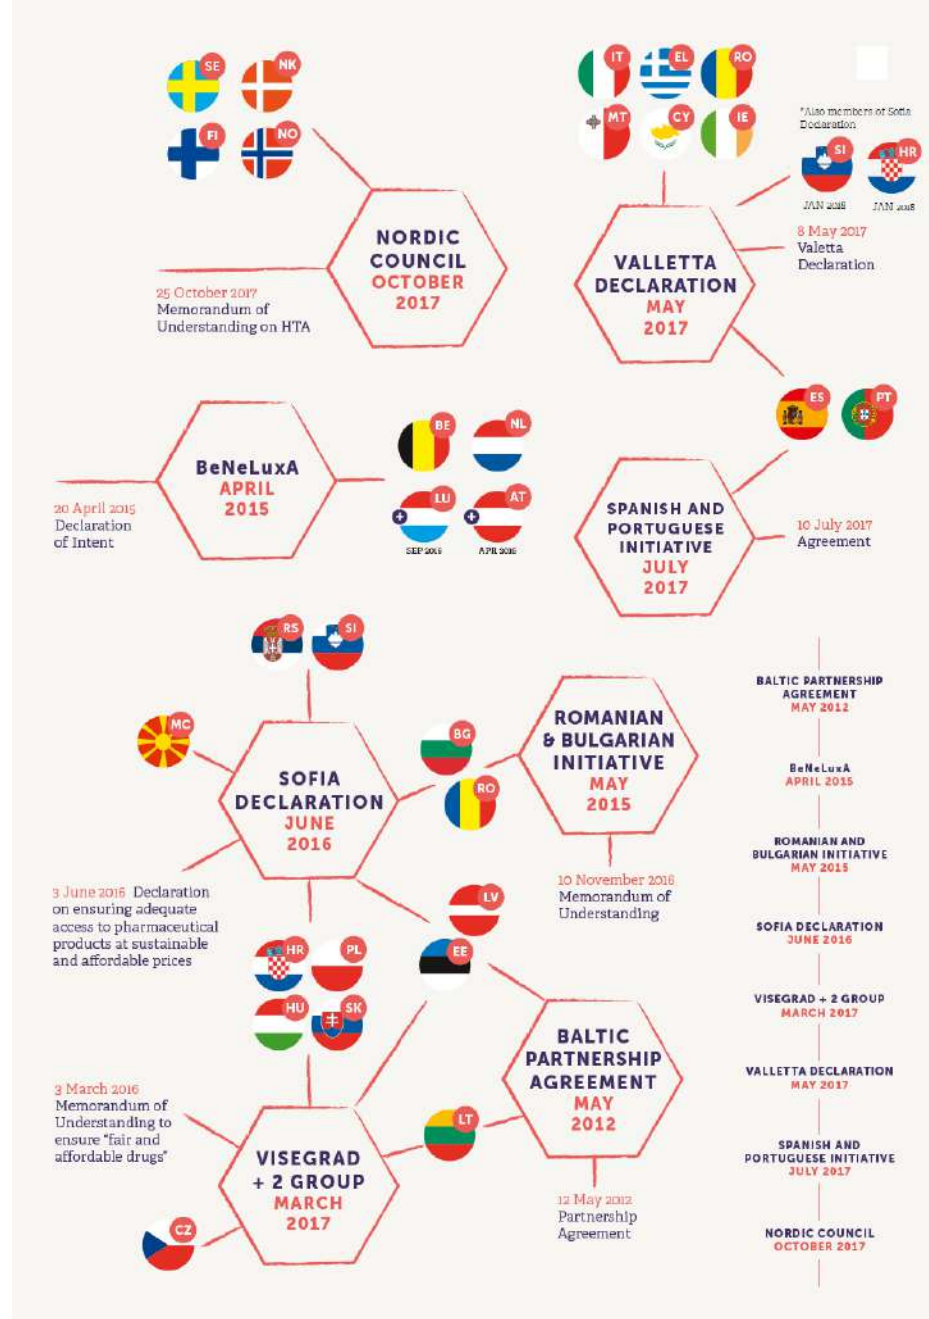 SE
NK
FI
NO
NORDIC
COUNCIL
OCTOBER
2017
25 October 2017
Memorandum of
Understanding on HTA
IT
EL
RO
MT
CY
IE
*Also members of Sofia
Declaration
SI
HR
JAN 2018
JAN 2018
8 May 2017
Valetta
Declaration
VALLETTA
DECLARATION
MAY
2017
ES
PT
BeNeLuxA
APRIL
2015
20 April 2015
Declaration
of Intent
BE
NL
LU
AT
SEP 2015
APR 2016
SPANISH AND
PORTUGUESE
INITIATIVE
JULY
2017
10 July 2017
Agreement
RS
SI
MC
SOFIA
DECLARATION
JUNE
2016
BG
RO
ROMANIAN
& BULGARIAN
INITIATIVE
MAY
2015
10 November 2016
Memorandum of
Understanding
3 June 2016 Declaration
on ensuring adequate
access to pharmaceutical
products at sustainable
and affordable prices
LV
EE
HR
PL
HU
SK
BALTIC
PARTNERSHIP
AGREEMENT
MAY
2012
12 May 2012
Partnership
Agreement
LT
3 March 2016
Memorandum of
Understanding to
ensure "fair and
affordable drugs"
VISEGRAD
+ 2 GROUP
MARCH
2017
CZ
BALTIC PARTNERSHIP
AGREEMENT
MAY 2012
BeNeLuxA
APRIL 2015
ROMANIAN AND
BULGARIAN INITIATIVE
MAY 2015
SOFIA DECLARATION
JUNE 2016
VISEGRAD + 2 GROUP
MARCH 2017
VALLETTA DECLARATION
MAY 2017
SPANISH AND
PORTUGUESE INITIATIVE
JULY 2017
NORDIC COUNCIL
OCTOBER 2017